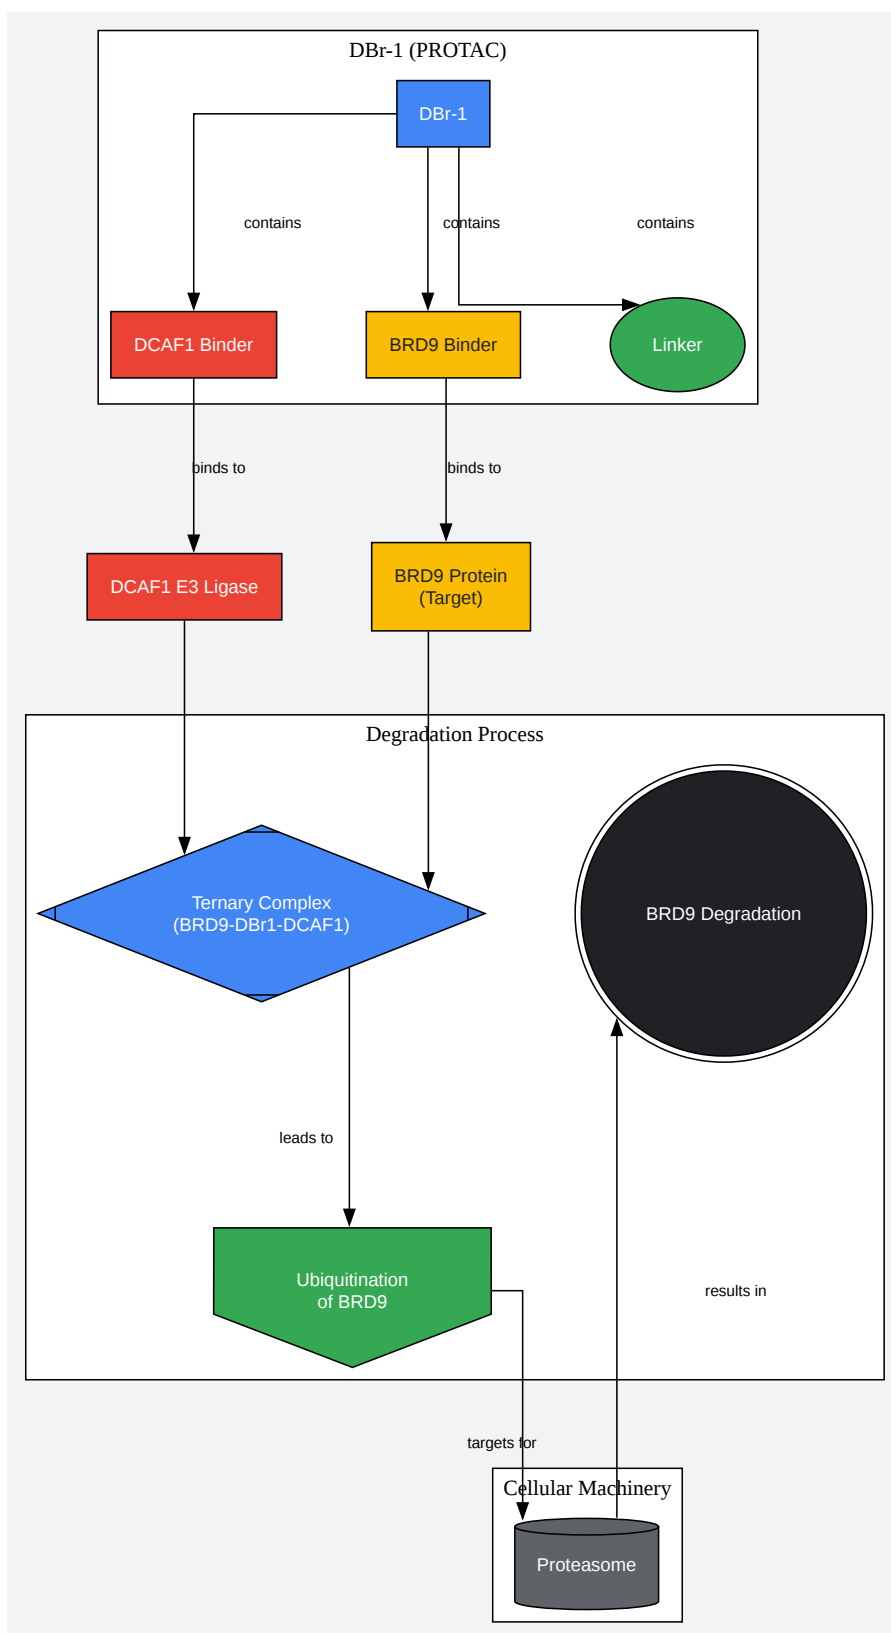 DBr-1 (PROTAC)
DBr-1
contains
contains
contains
DCAF1 Binder
BRD9 Binder
Linker
binds to
binds to
DCAF1 E3 Ligase
BRD9 Protein
(Target)
Degradation Process
Ternary Complex
(BRD9-DBr1-DCAF1)
BRD9 Degradation
leads to
Ubiquitination
of BRD9
results in
targets for
Cellular Machinery
Proteasome